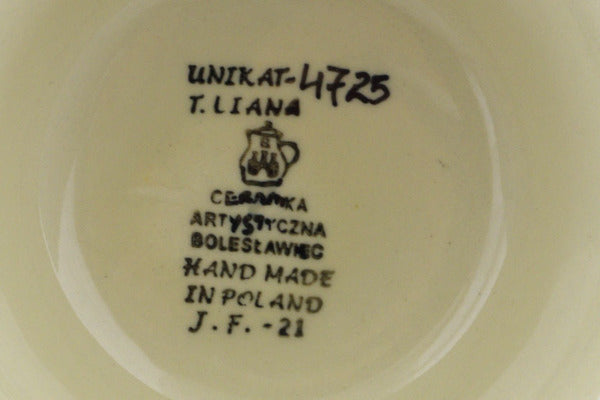 UNIKAT-4725
T. LIANA
CERAMIKA
ARTYSTYCZNA
BOLESŁAWIEC
HAND MADE
IN POLAND
J. F. - 21